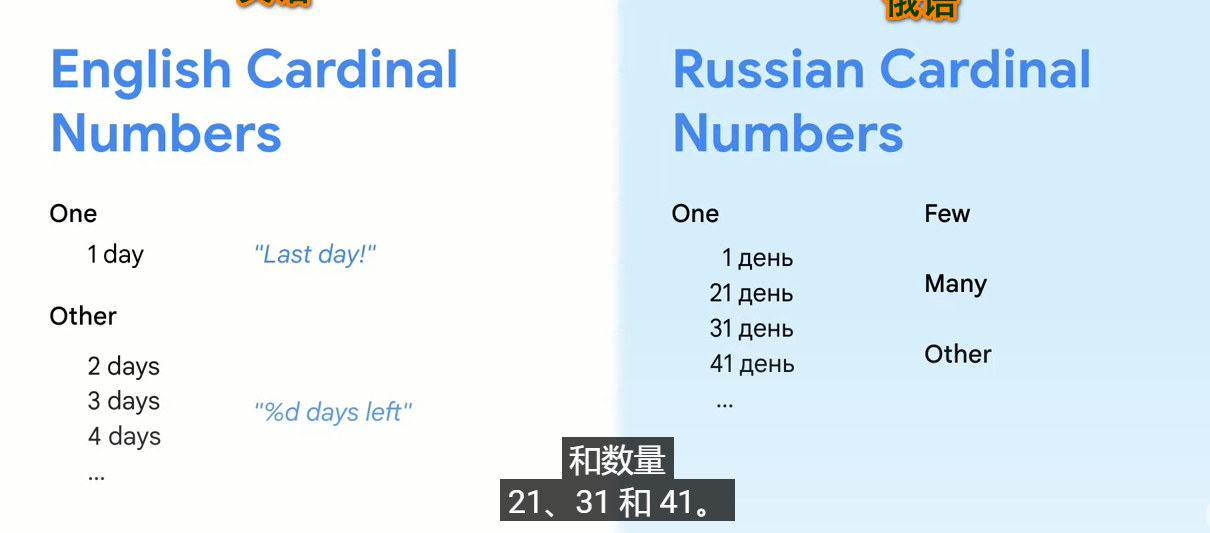 俄语
English Cardinal
Numbers
One
1 day
"Last day!"
Other
2 days
3 days
4 days
...
"%d days left"
Russian Cardinal
Numbers
One
1 день
21 день
31 день
41 день
...
Few
Many
Other
和数量
21、31 和 41。